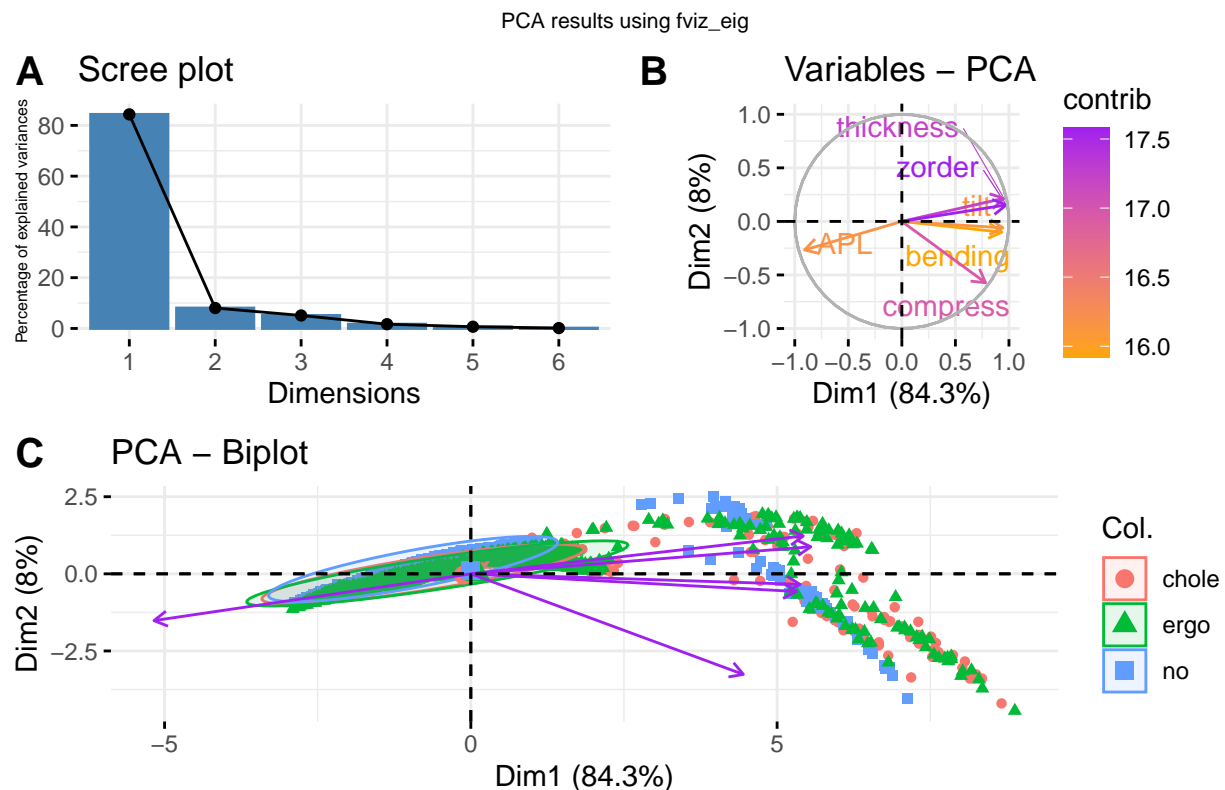 PCA results using fviz_eig
A Scree plot
Percentage of explained variances
80
60
40
20
0
1 2 3 4 5 6
Dimensions
B Variables − PCA
Dim2 (8%)
1.0
0.5
0.0
−0.5
−1.0
thickness
zorder
tilt
APL
bending
compress
−1.0 −0.5 0.0 0.5 1.0
Dim1 (84.3%)
contrib
17.5
17.0
16.5
16.0
C PCA − Biplot
Dim2 (8%)
2.5
0.0
−2.5
−5 0 5
Dim1 (84.3%)
Col.
chole
ergo
no